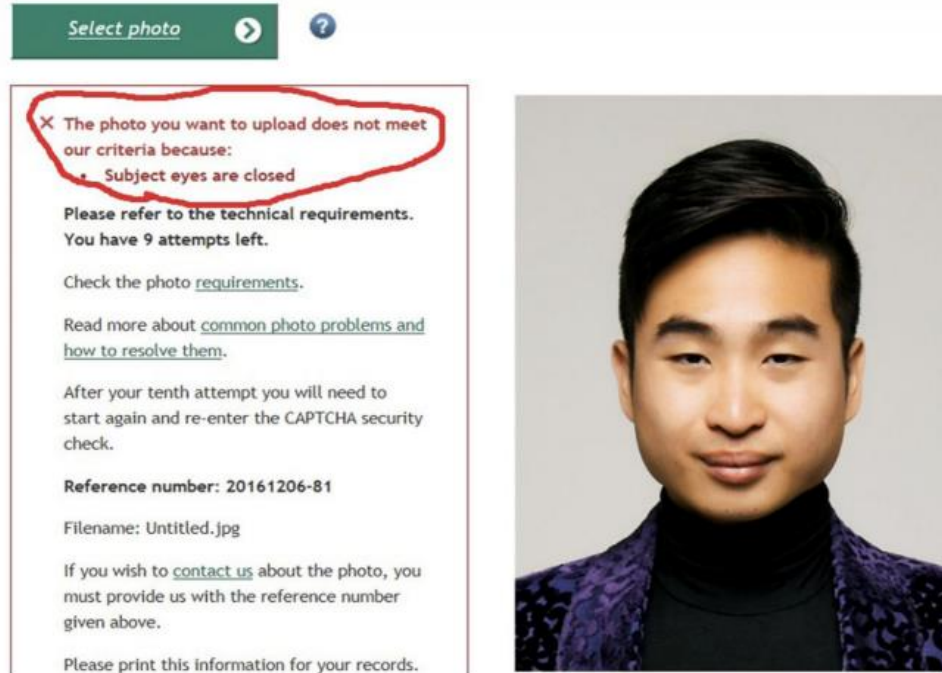 Select photo
?
X The photo you want to upload does not meet
our criteria because:
• Subject eyes are closed
Please refer to the technical requirements.
You have 9 attempts left.
Check the photo requirements.
Read more about common photo problems and
how to resolve them.
After your tenth attempt you will need to
start again and re-enter the CAPTCHA security
check.
Reference number: 20161206-81
Filename: Untitled.jpg
If you wish to contact us about the photo, you
must provide us with the reference number
given above.
Please print this information for your records.